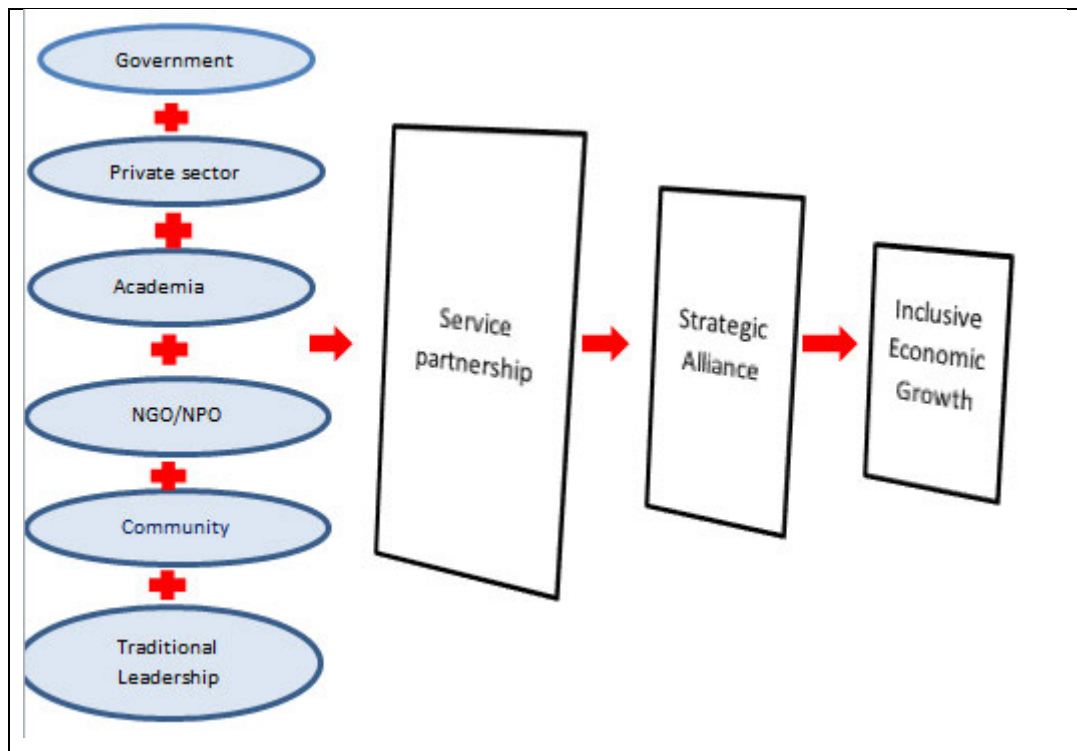 Government
Private sector
Academia
NGO/NPO
Community
Traditional
Leadership
Service
partnership
Strategic
Alliance
Inclusive
Economic
Growth